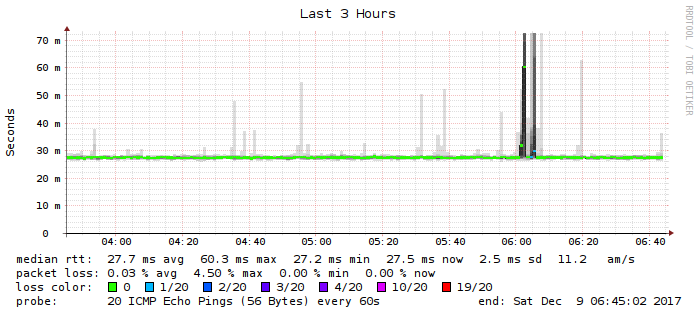 Last 3 Hours
RRDTOOL / TOBI OETIKER
Seconds
70 m
60 m
50 m
40 m
30 m
20 m
10 m
0
04:00 04:20 04:40 05:00 05:20 05:40 06:00 06:20 06:40
median rtt: 27.7 ms avg 60.3 ms max 27.2 ms min 27.5 ms now 2.5 ms sd 11.2 am/s
packet loss: 0.03 % avg 4.50 % max 0.00 % min 0.00 % now
loss color: 0 1/20 2/20 3/20 4/20 10/20 19/20
probe: 20 ICMP Echo Pings (56 Bytes) every 60s end: Sat Dec 9 06:45:02 2017